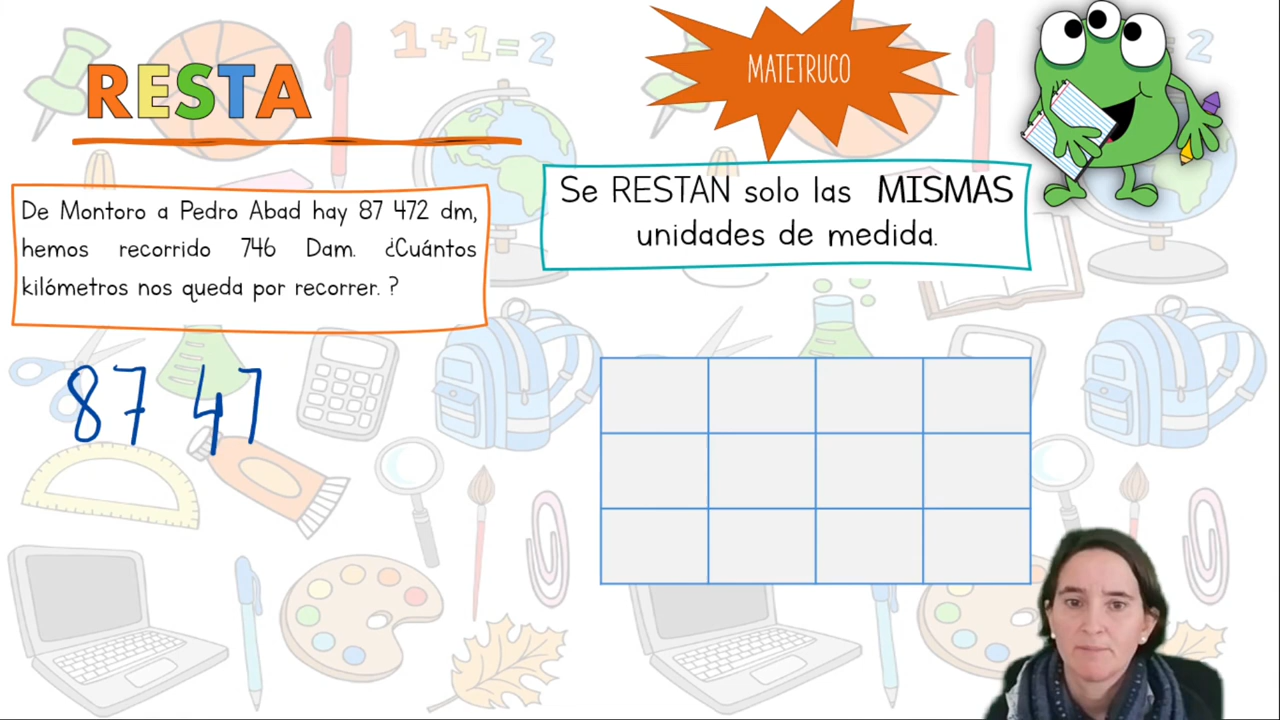 RESTA
1+1=2
MATETRUCO
2
Se RESTAN solo las MISMAS
unidades de medida.
De Montoro a Pedro Abad hay 87 472 dm,
hemos recorrido 746 Dam. ¿Cuántos
kilómetros nos queda por recorrer. ?
87 47